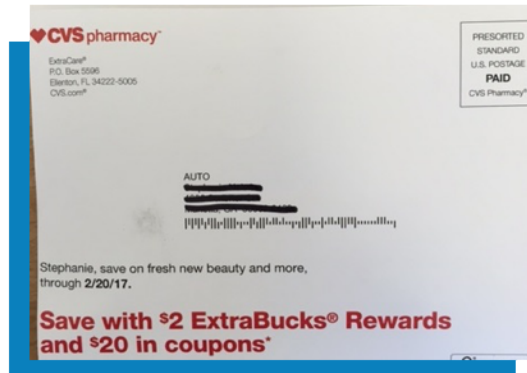 CVS pharmacy™
ExtraCare®
P.O. Box 5596
Ellenton, FL 34222-5005
CVS.com®
PRESORTED
STANDARD
U.S. POSTAGE
PAID
CVS Pharmacy®
AUTO
Stephanie, save on fresh new beauty and more,
through 2/20/17.
Save with $2 ExtraBucks® Rewards
and $20 in coupons*